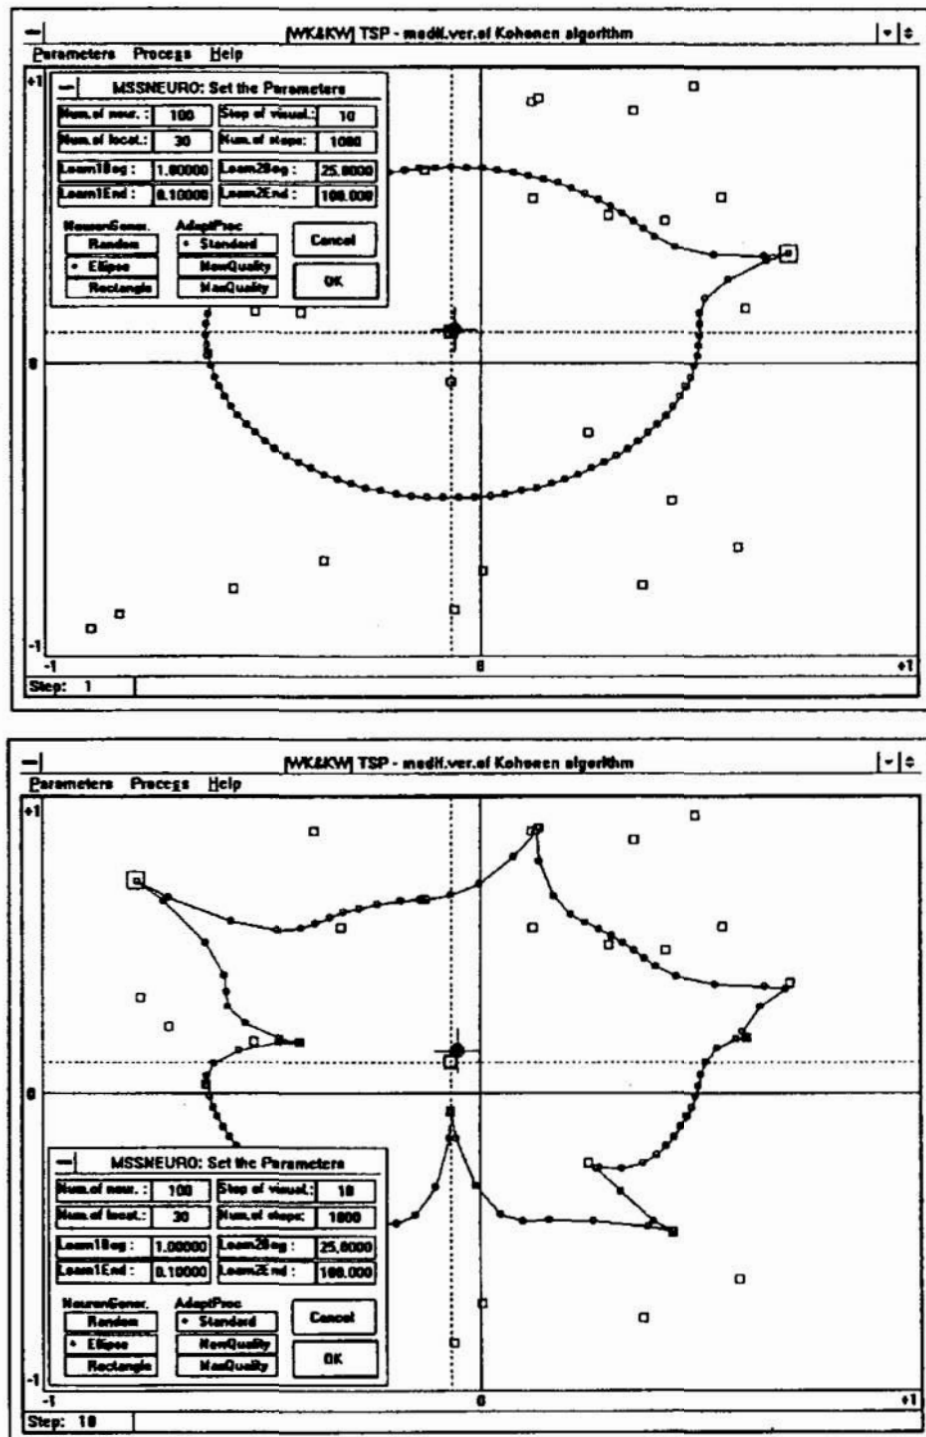 [WK&KW] TSP - modif.ver.of Kohonen algorithm
Parameters Process Help
+1
MSSNEURO: Set the Parameters
Num.of neur. : 100 Step of visual.: 10
Num.of locat.: 30 Num.of steps: 1000
Learn1Beg : 1.00000 Learn2Beg : 25.0000
Learn1End : 0.10000 Learn2End : 100.000
NeuronGener. AdaptProc
Random Standard Cancel
Ellipse NewQuality OK
Rectangle MaxQuality
0
-1
-1 0 +1
Step: 1
[WK&KW] TSP - modif.ver.of Kohonen algorithm
Parameters Process Help
+1
0
MSSNEURO: Set the Parameters
Num.of neur. : 100 Step of visual.: 10
Num.of locat.: 30 Num.of steps: 1000
Learn1Beg : 1.00000 Learn2Beg : 25.0000
Learn1End : 0.10000 Learn2End : 100.000
NeuronGener. AdaptProc
Random Standard Cancel
Ellipse NewQuality OK
Rectangle MaxQuality
-1
-1 0 +1
Step: 10